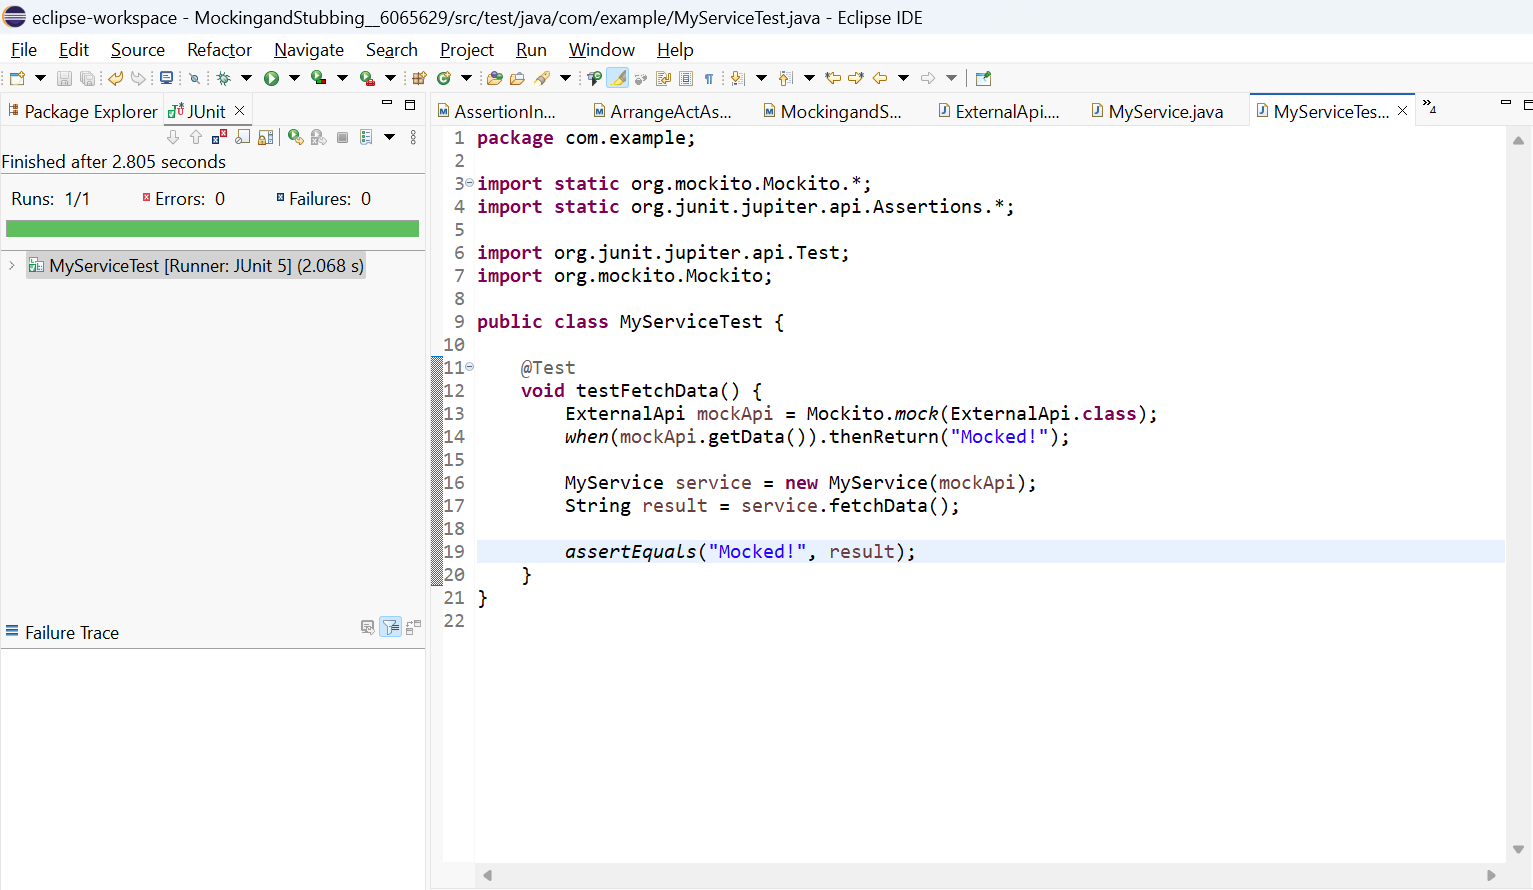 eclipse-workspace - MockingandStubbing__6065629/src/test/java/com/example/MyServiceTest.java - Eclipse IDE
File Edit Source Refactor Navigate Search Project Run Window Help
Package Explorer JUnit
AssertionIn... ArrangeActAs... MockingandS... ExternalApi.... MyService.java MyServiceTes... »4
Finished after 2.805 seconds
Runs: 1/1 Errors: 0 Failures: 0
MyServiceTest [Runner: JUnit 5] (2.068 s)
Failure Trace
1 package com.example;
2
3 import static org.mockito.Mockito.*;
4 import static org.junit.jupiter.api.Assertions.*;
5
6 import org.junit.jupiter.api.Test;
7 import org.mockito.Mockito;
8
9 public class MyServiceTest {
10
11 @Test
12 void testFetchData() {
13 ExternalApi mockApi = Mockito.mock(ExternalApi.class);
14 when(mockApi.getData()).thenReturn("Mocked!");
15
16 MyService service = new MyService(mockApi);
17 String result = service.fetchData();
18
19 assertEquals("Mocked!", result);
20 }
21 }
22